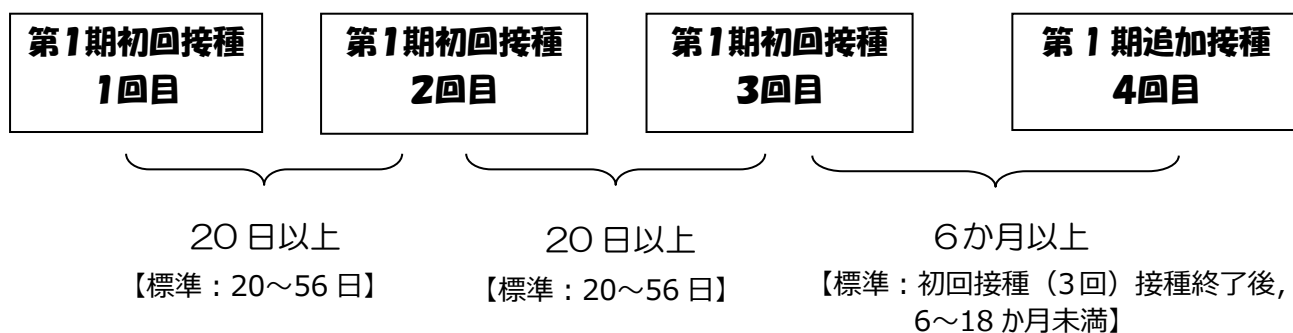 第1期初回接種
1回目
第1期初回接種
2回目
第1期初回接種
3回目
第1期追加接種
4回目
20日以上
【標準：20～56日】
20日以上
【標準：20～56日】
6か月以上
【標準：初回接種（3回）接種終了後,
6～18か月未満】